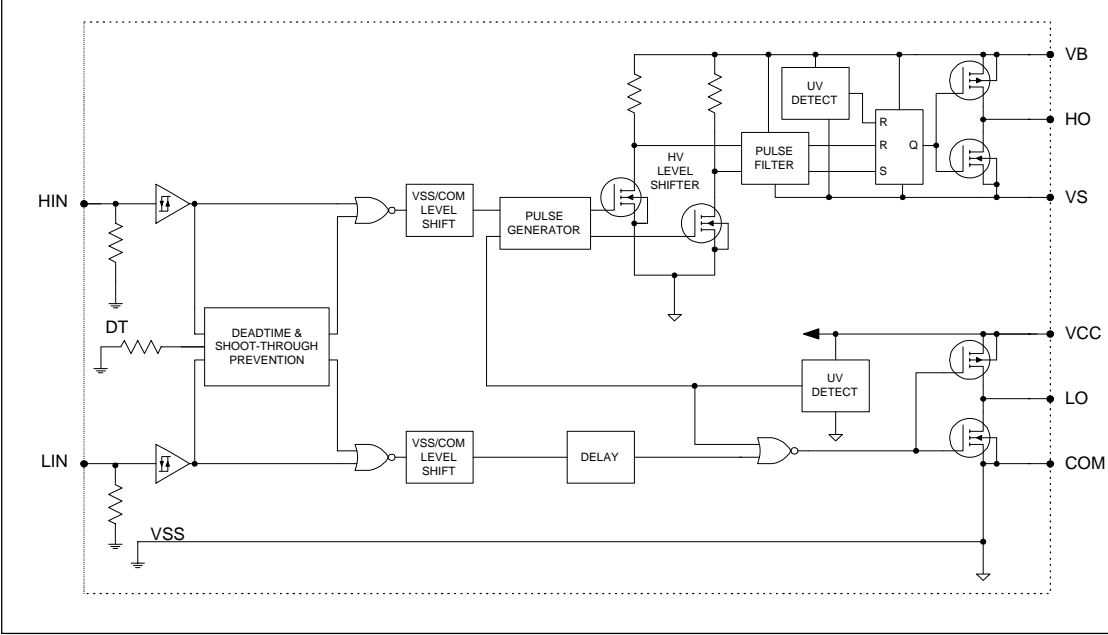 VB
UV
DETECT
HO
R
R
Q
S
PULSE
FILTER
HV
LEVEL
SHIFTER
VS
HIN
VSS/COM
LEVEL
SHIFT
PULSE
GENERATOR
DT
DEADTIME &
SHOOT-THROUGH
PREVENTION
VCC
UV
DETECT
LO
LIN
VSS/COM
LEVEL
SHIFT
DELAY
COM
VSS